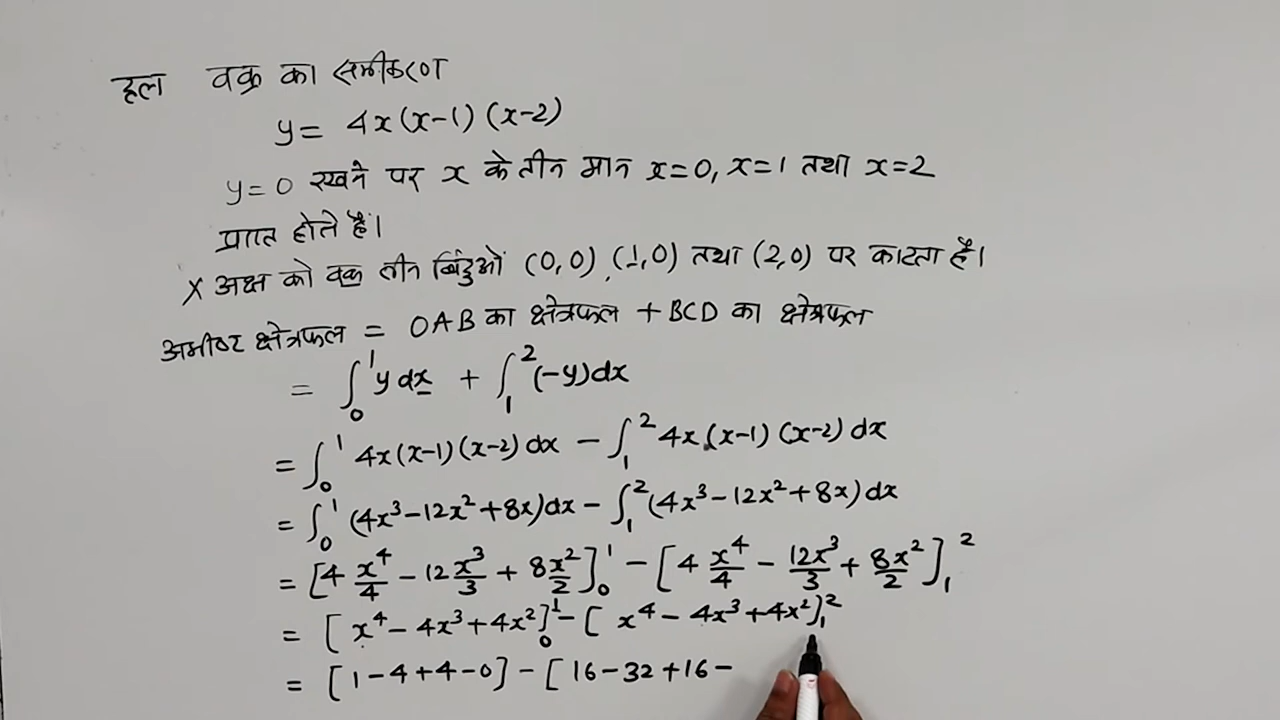 हल वक्र का समीकरण
y = 4x(x-1)(x-2)
y=0 रखने पर x के तीन मान x=0, x=1 तथा x=2
प्राप्त होते हैं।
X अक्ष को वक्र तीन बिंदुओं (0,0), (1,0) तथा (2,0) पर काटता है।
अभीष्ट क्षेत्रफल = OAB का क्षेत्रफल + BCD का क्षेत्रफल
= ∫₀¹ y dx + ∫₁² (-y)dx
= ∫₀¹ 4x(x-1)(x-2) dx - ∫₁² 4x(x-1)(x-2) dx
= ∫₀¹ (4x³-12x²+8x)dx - ∫₁² (4x³-12x²+8x)dx
= [4 x⁴/4 - 12 x³/3 + 8 x²/2]₀¹ - [4 x⁴/4 - 12x³/3 + 8x²/2]₁²
= [x⁴-4x³+4x²]₀¹ - [x⁴-4x³+4x²]₁²
= [1-4+4-0] - [16-32+16-